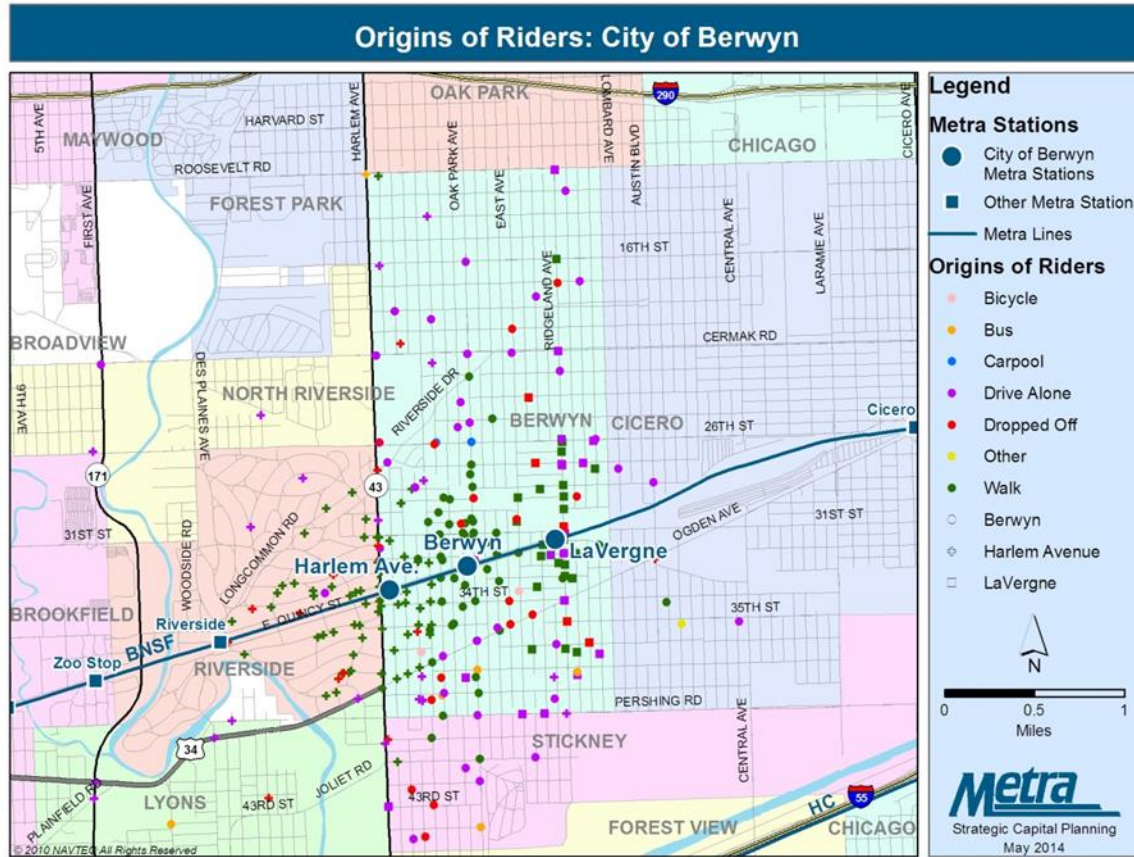 Origins of Riders: City of Berwyn
OAK PARK
290
5TH AVE
MAYWOOD
HARVARD ST
HARLEM AVE
OAK PARK AVE
LOMBARD AVE
CHICAGO
CICERO AVE
ROOSEVELT RD
FIRST AVE
FOREST PARK
EAST AVE
AUSTIN BLVD
16TH ST
CENTRAL AVE
LARAMIE AVE
RIDGELAND AVE
BROADVIEW
CERMAK RD
9TH AVE
DES PLAINES AVE
NORTH RIVERSIDE
RIVERSIDE DR
BERWYN
CICERO
26TH ST
Cicero
171
43
31ST ST
WOODSIDE RD
LONGCOMMON RD
OGDEN AVE
31ST ST
Berwyn
LaVergne
Harlem Ave.
34TH ST
BROOKFIELD
E. QUINCY ST
35TH ST
Riverside
BNSF
Zoo Stop
RIVERSIDE
PERSHING RD
34
STICKNEY
CENTRAL AVE
JOLIET RD
PLAINFIELD RD
LYONS
43RD ST
43RD ST
FOREST VIEW
HC
55
CHICAGO
© 2010 NAVTEQ All Rights Reserved
Legend
Metra Stations
City of Berwyn
Metra Stations
Other Metra Station
Metra Lines
Origins of Riders
Bicycle
Bus
Carpool
Drive Alone
Dropped Off
Other
Walk
Berwyn
Harlem Avenue
LaVergne
N
0 0.5 1
Miles
Metra
Strategic Capital Planning
May 2014